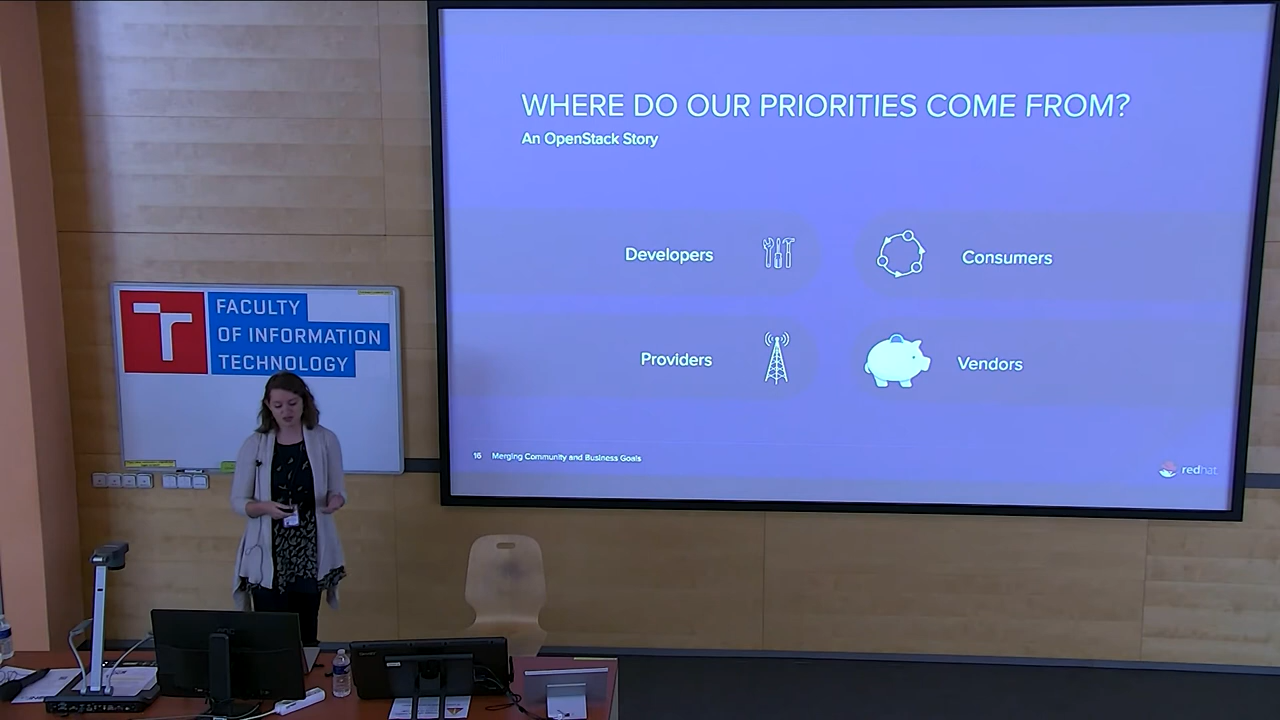 WHERE DO OUR PRIORITIES COME FROM?
An OpenStack Story
Developers
Consumers
Providers
Vendors
16 Merging Community and Business Goals
redhat
T
FACULTY
OF INFORMATION
TECHNOLOGY